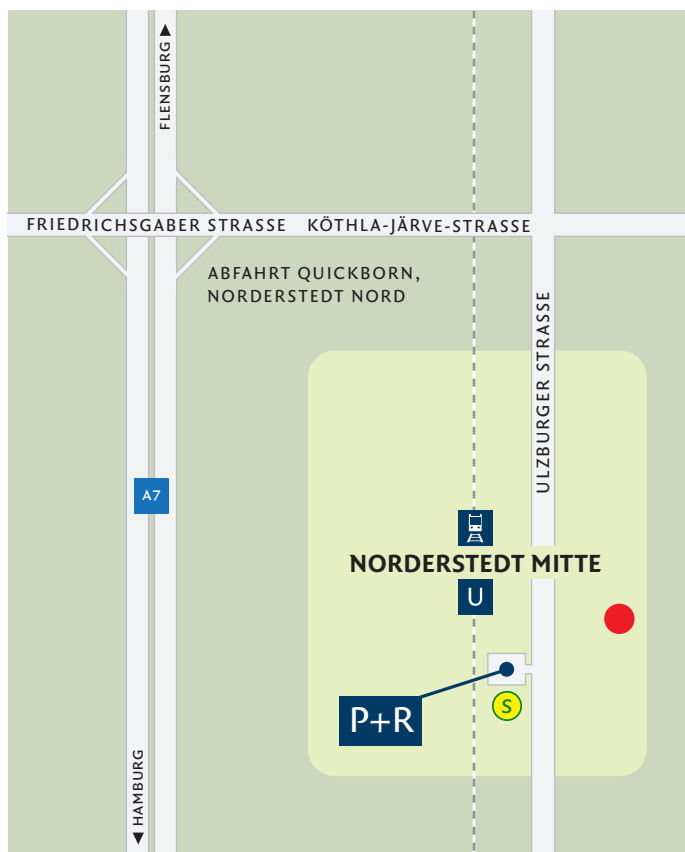 FLENSBURG
FRIEDRICHSGABER STRASSE
KÖTHLA-JÄRVE-STRASSE
ABFAHRT QUICKBORN,
NORDERSTEDT NORD
ULZBURGER STRASSE
A7
NORDERSTEDT MITTE
U
P+R
S
HAMBURG